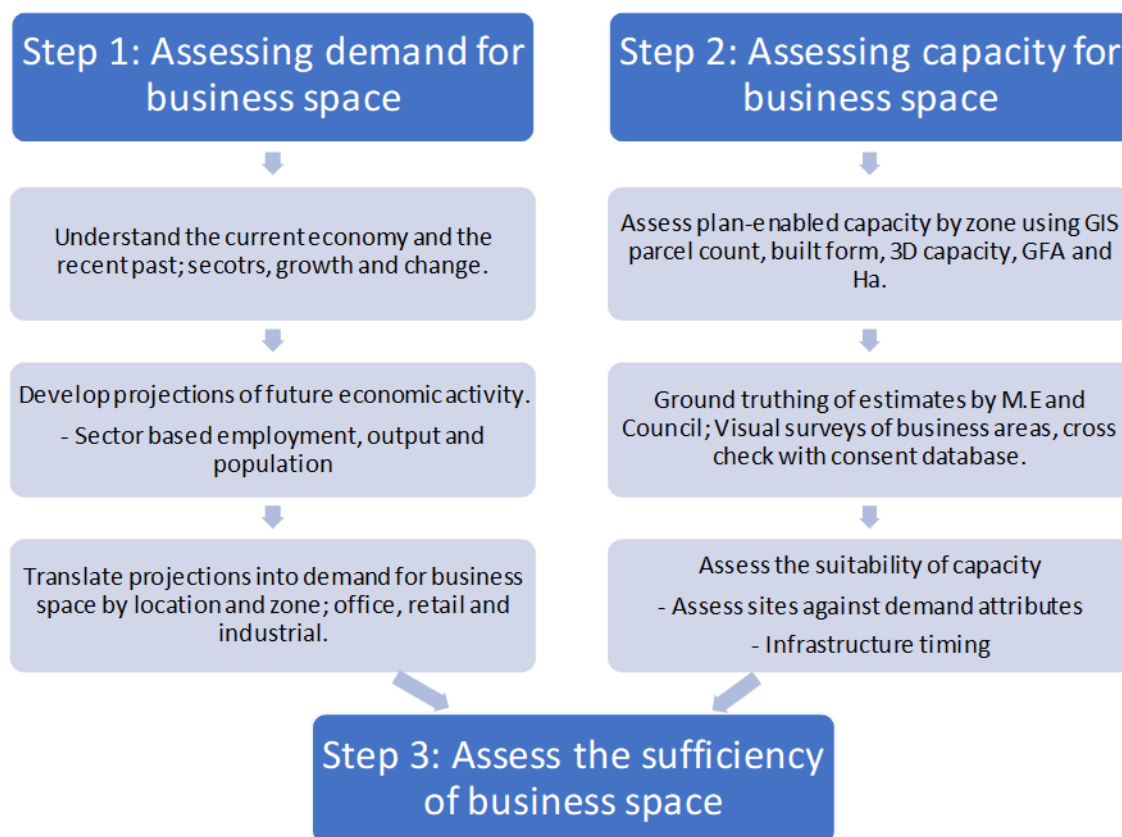 Step 1: Assessing demand for
business space
Understand the current economy and the
recent past; secotrs, growth and change.
Develop projections of future economic activity.
- Sector based employment, output and
population
Translate projections into demand for business
space by location and zone; office, retail and
industrial.
Step 2: Assessing capacity for
business space
Assess plan-enabled capacity by zone using GIS
parcel count, built form, 3D capacity, GFA and
Ha.
Ground truthing of estimates by M.E and
Council; Visual surveys of business areas, cross
check with consent database.
Assess the suitability of capacity
- Assess sites against demand attributes
- Infrastructure timing
Step 3: Assess the sufficiency
of business space